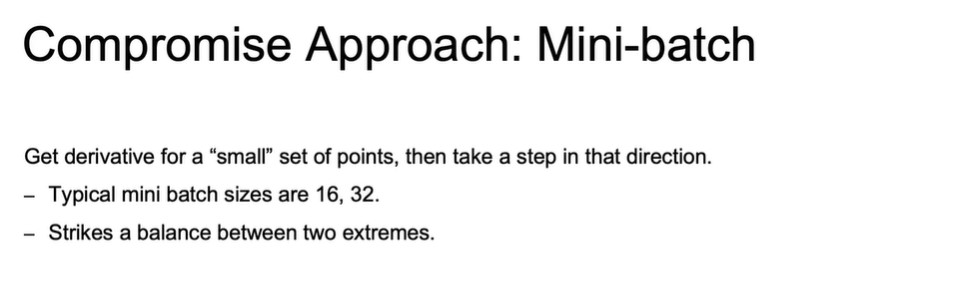 Compromise Approach: Mini-batch
Get derivative for a “small” set of points, then take a step in that direction.
– Typical mini batch sizes are 16, 32.
– Strikes a balance between two extremes.